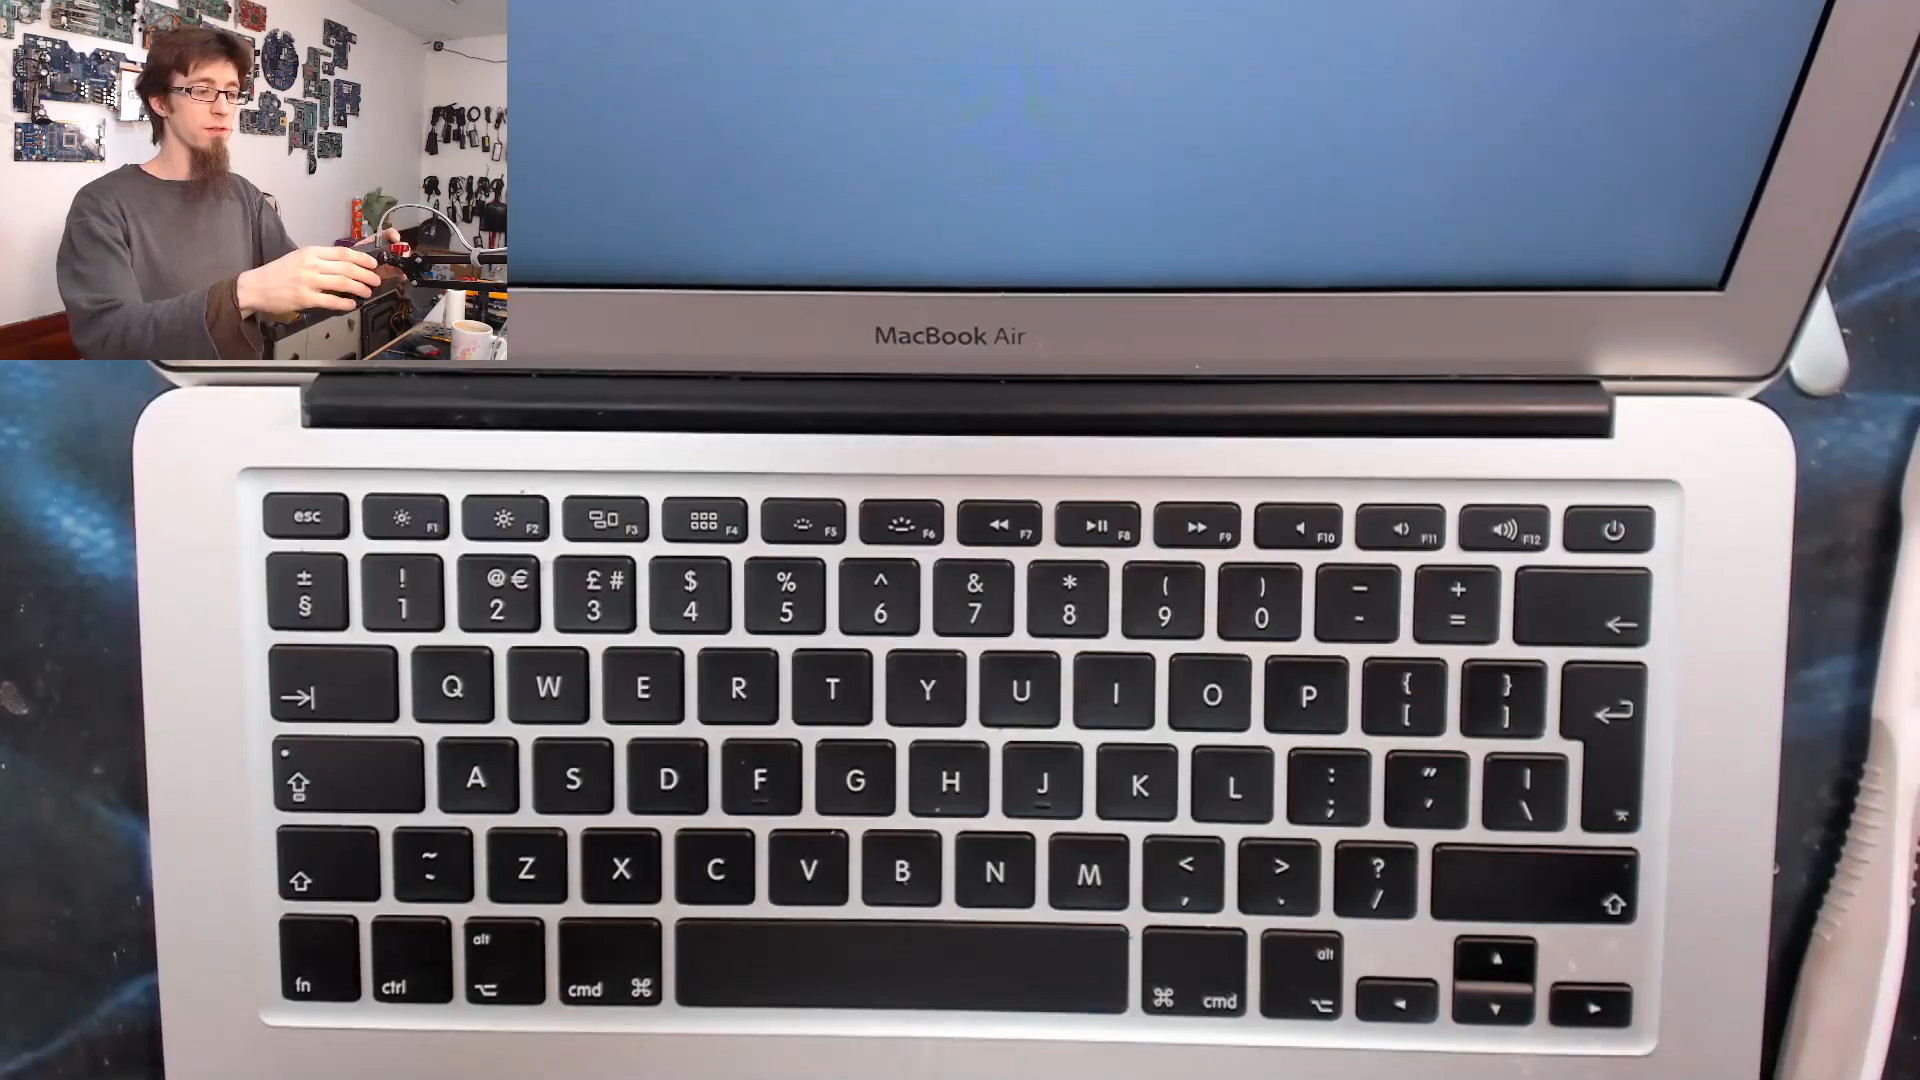 MacBook Air
esc F1 F2 F3 F4 F5 F6 F7 F8 F9 F10 F11 F12
± ! @ € £ # $ % ^ & * ( ) – +
§ 1 2 3 4 5 6 7 8 9 0 - =
Q W E R T Y U I O P { }
[ ]
A S D F G H J K L : " |
; ' \
~ Z X C V B N M < > ?
` , . /
alt alt
fn ctrl cmd ⌘ ⌘ cmd